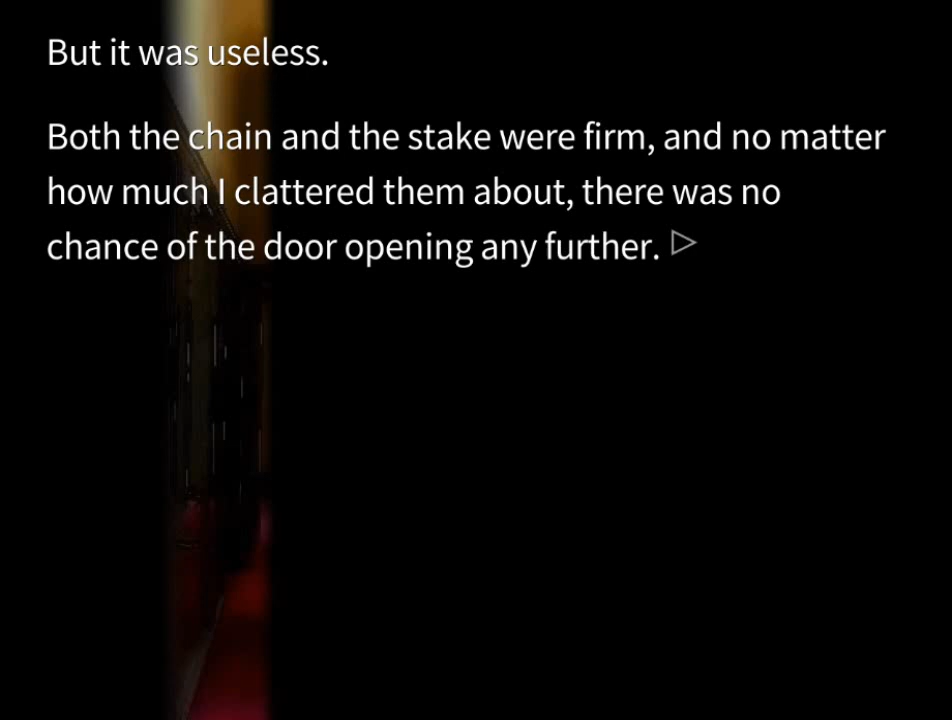 But it was useless.
Both the chain and the stake were firm, and no matter
how much I clattered them about, there was no
chance of the door opening any further.